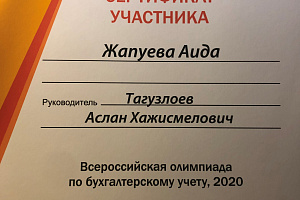 СЕРТИФИКАТ
УЧАСТНИКА
Жапуева Аида
Руководитель Тагузлоев
Аслан Хажисмелович
Всероссийская олимпиада
по бухгалтерскому учету, 2020